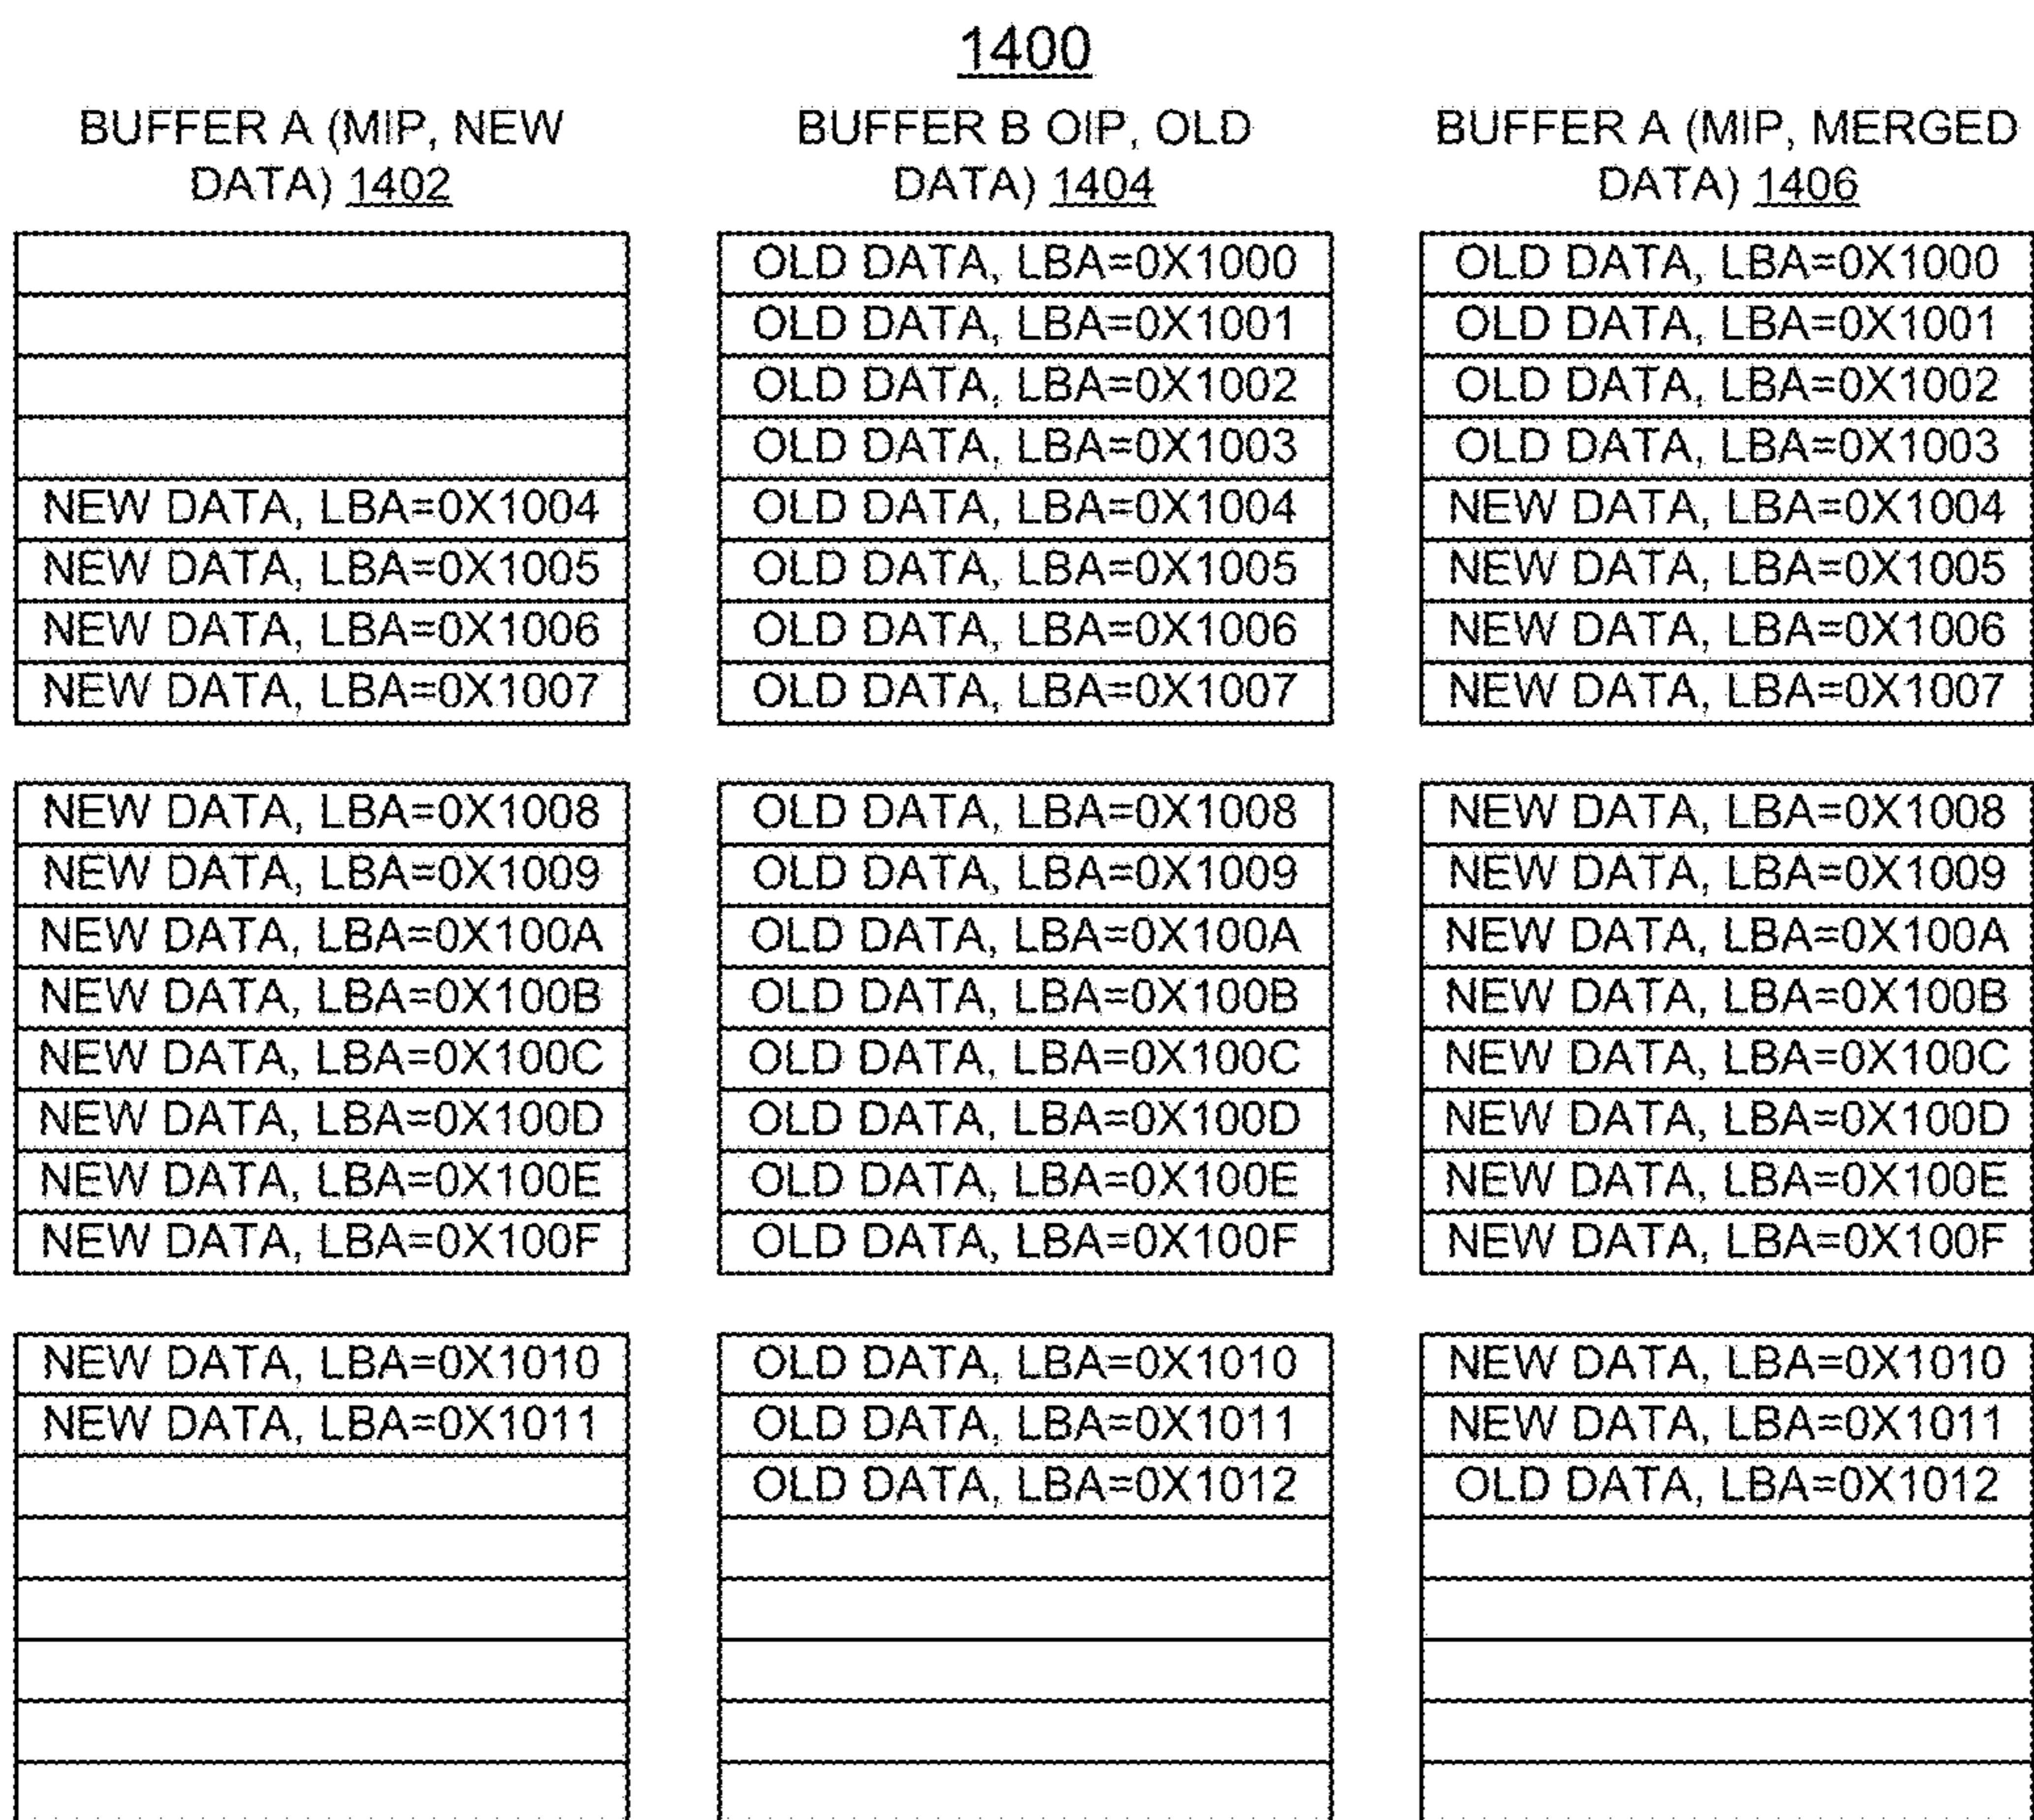 1400
BUFFER A (MIP, NEW
DATA) 1402
NEW DATA, LBA=0X1004
NEW DATA, LBA=0X1005
NEW DATA, LBA=0X1006
NEW DATA, LBA=0X1007
NEW DATA, LBA=0X1008
NEW DATA, LBA=0X1009
NEW DATA, LBA=0X100A
NEW DATA, LBA=0X100B
NEW DATA, LBA=0X100C
NEW DATA, LBA=0X100D
NEW DATA, LBA=0X100E
NEW DATA, LBA=0X100F
NEW DATA, LBA=0X1010
NEW DATA, LBA=0X1011
BUFFER B OIP, OLD
DATA) 1404
OLD DATA, LBA=0X1000
OLD DATA, LBA=0X1001
OLD DATA, LBA=0X1002
OLD DATA, LBA=0X1003
OLD DATA, LBA=0X1004
OLD DATA, LBA=0X1005
OLD DATA, LBA=0X1006
OLD DATA, LBA=0X1007
OLD DATA, LBA=0X1008
OLD DATA, LBA=0X1009
OLD DATA, LBA=0X100A
OLD DATA, LBA=0X100B
OLD DATA, LBA=0X100C
OLD DATA, LBA=0X100D
OLD DATA, LBA=0X100E
OLD DATA, LBA=0X100F
OLD DATA, LBA=0X1010
OLD DATA, LBA=0X1011
OLD DATA, LBA=0X1012
BUFFER A (MIP, MERGED
DATA) 1406
OLD DATA, LBA=0X1000
OLD DATA, LBA=0X1001
OLD DATA, LBA=0X1002
OLD DATA, LBA=0X1003
NEW DATA, LBA=0X1004
NEW DATA, LBA=0X1005
NEW DATA, LBA=0X1006
NEW DATA, LBA=0X1007
NEW DATA, LBA=0X1008
NEW DATA, LBA=0X1009
NEW DATA, LBA=0X100A
NEW DATA, LBA=0X100B
NEW DATA, LBA=0X100C
NEW DATA, LBA=0X100D
NEW DATA, LBA=0X100E
NEW DATA, LBA=0X100F
NEW DATA, LBA=0X1010
NEW DATA, LBA=0X1011
OLD DATA, LBA=0X1012